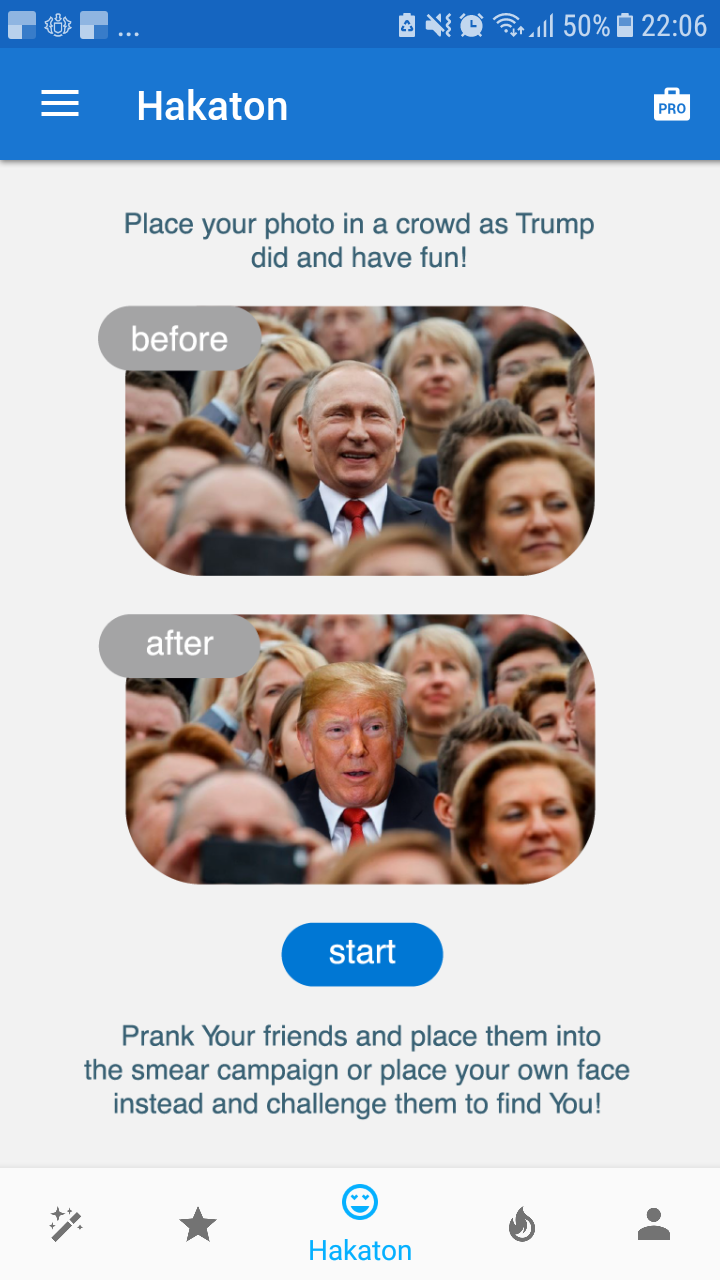 ... 50% 22:06
Hakaton
PRO
Place your photo in a crowd as Trump
did and have fun!
before
after
start
Prank Your friends and place them into
the smear campaign or place your own face
instead and challenge them to find You!
Hakaton